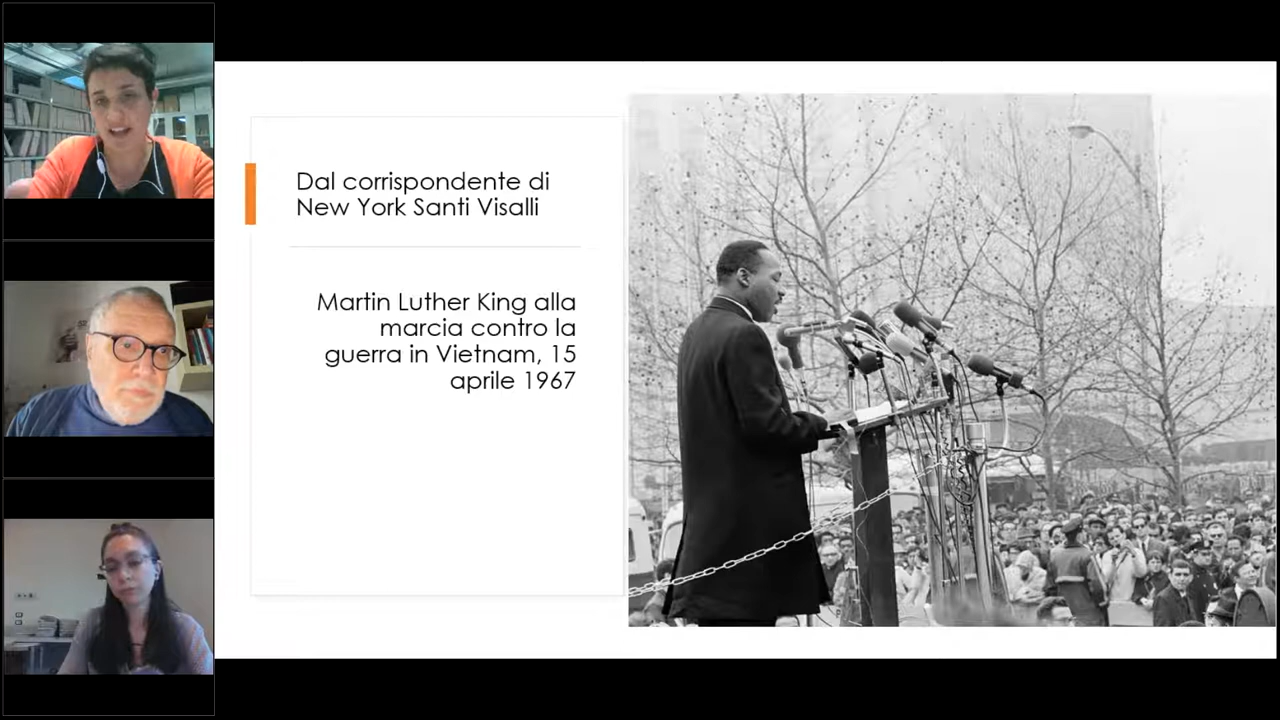 Dal corrispondente di
New York Santi Visalli
Martin Luther King alla
marcia contro la
guerra in Vietnam, 15
aprile 1967